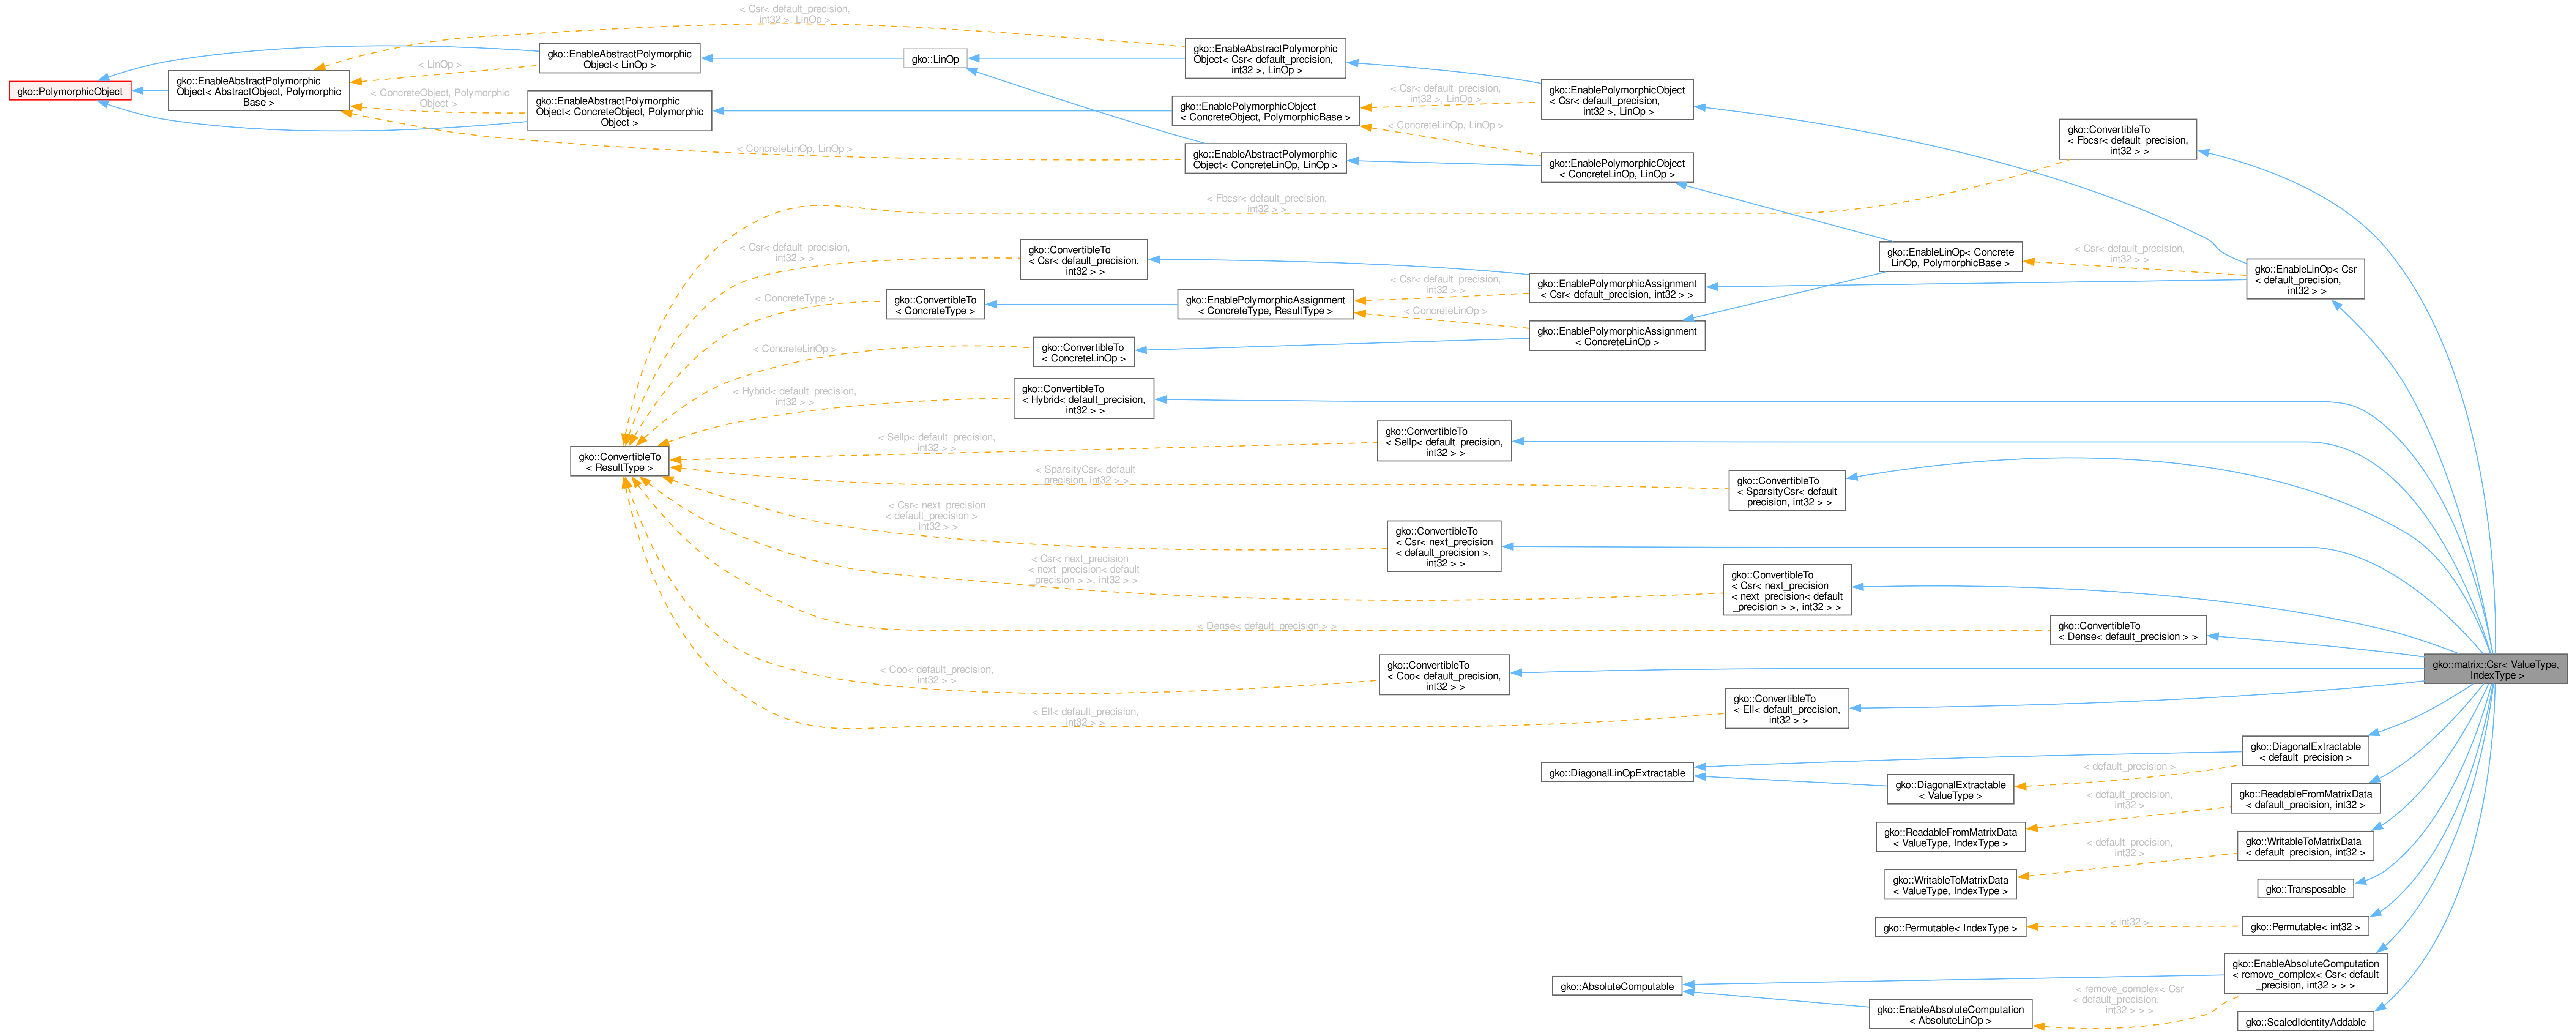 < Csr< default_precision,
int32 >, LinOp >
gko::EnableAbstractPolymorphic
Object< LinOp >
gko::LinOp
gko::EnableAbstractPolymorphic
Object< Csr< default_precision,
int32 >, LinOp >
< LinOp >
gko::PolymorphicObject
gko::EnableAbstractPolymorphic
Object< AbstractObject, Polymorphic
Base >
< ConcreteObject, Polymorphic
Object >
gko::EnableAbstractPolymorphic
Object< ConcreteObject, Polymorphic
Object >
gko::EnablePolymorphicObject
< ConcreteObject, PolymorphicBase >
< Csr< default_precision,
int32 >, LinOp >
gko::EnablePolymorphicObject
< Csr< default_precision,
int32 >, LinOp >
< ConcreteLinOp, LinOp >
< ConcreteLinOp, LinOp >
gko::EnableAbstractPolymorphic
Object< ConcreteLinOp, LinOp >
gko::EnablePolymorphicObject
< ConcreteLinOp, LinOp >
gko::ConvertibleTo
< Fbcsr< default_precision,
int32 > >
< Fbcsr< default_precision,
int32 > >
< Csr< default_precision,
int32 > >
gko::ConvertibleTo
< Csr< default_precision,
int32 > >
gko::EnableLinOp< Concrete
LinOp, PolymorphicBase >
< Csr< default_precision,
int32 > >
gko::EnableLinOp< Csr
< default_precision,
int32 > >
< ConcreteType >
gko::ConvertibleTo
< ConcreteType >
gko::EnablePolymorphicAssignment
< ConcreteType, ResultType >
< Csr< default_precision,
int32 > >
gko::EnablePolymorphicAssignment
< Csr< default_precision, int32 > >
< ConcreteLinOp >
gko::EnablePolymorphicAssignment
< ConcreteLinOp >
< ConcreteLinOp >
gko::ConvertibleTo
< ConcreteLinOp >
< Hybrid< default_precision,
int32 > >
gko::ConvertibleTo
< Hybrid< default_precision,
int32 > >
gko::ConvertibleTo
< ResultType >
< Sellp< default_precision,
int32 > >
gko::ConvertibleTo
< Sellp< default_precision,
int32 > >
< SparsityCsr< default
_precision, int32 > >
gko::ConvertibleTo
< SparsityCsr< default
_precision, int32 > >
< Csr< next_precision
< default_precision >
, int32 > >
gko::ConvertibleTo
< Csr< next_precision
< default_precision >,
int32 > >
< Csr< next_precision
< next_precision< default
_precision > >, int32 > >
gko::ConvertibleTo
< Csr< next_precision
< next_precision< default
_precision > >, int32 > >
< Dense< default_precision > >
gko::ConvertibleTo
< Dense< default_precision > >
< Coo< default_precision,
int32 > >
gko::ConvertibleTo
< Coo< default_precision,
int32 > >
gko::matrix::Csr< ValueType,
IndexType >
< Ell< default_precision,
int32 > >
gko::ConvertibleTo
< Ell< default_precision,
int32 > >
gko::DiagonalLinOpExtractable
gko::DiagonalExtractable
< ValueType >
< default_precision >
gko::DiagonalExtractable
< default_precision >
gko::ReadableFromMatrixData
< ValueType, IndexType >
< default_precision,
int32 >
gko::ReadableFromMatrixData
< default_precision, int32 >
gko::WritableToMatrixData
< ValueType, IndexType >
< default_precision,
int32 >
gko::WritableToMatrixData
< default_precision, int32 >
gko::Transposable
gko::Permutable< IndexType >
< int32 >
gko::Permutable< int32 >
gko::AbsoluteComputable
gko::EnableAbsoluteComputation
< AbsoluteLinOp >
< remove_complex< Csr
< default_precision,
int32 > > >
gko::EnableAbsoluteComputation
< remove_complex< Csr< default
_precision, int32 > > >
gko::ScaledIdentityAddable